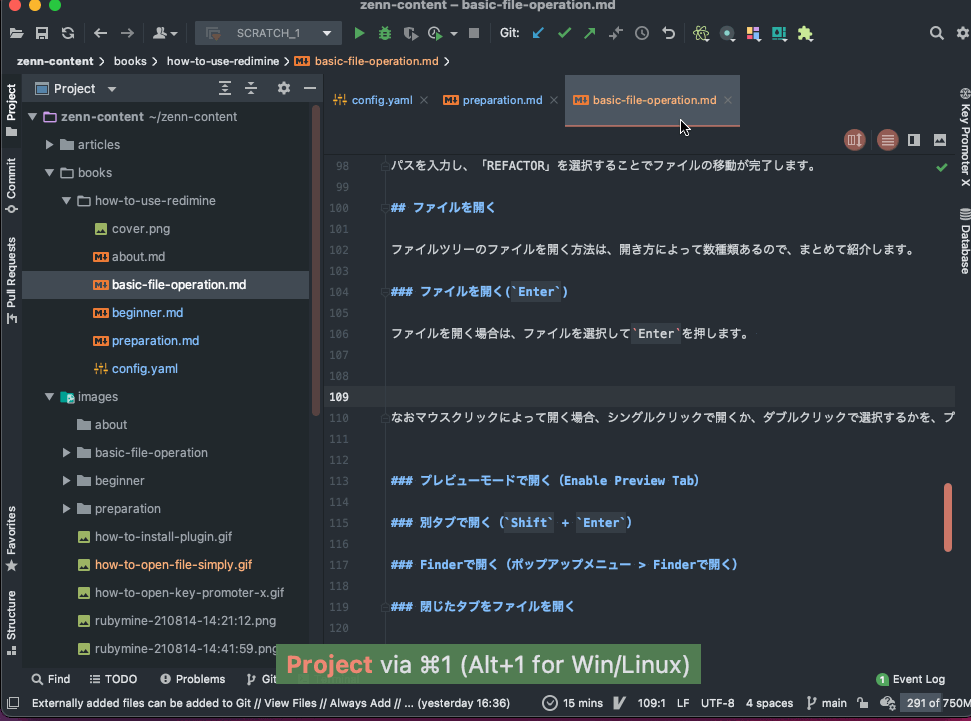 zenn-content – basic-file-operation.md
SCRATCH_1
Git:
zenn-content > books > how-to-use-redimine > basic-file-operation.md >
Project
Commit
Pull Requests
Favorites
Structure
Project
zenn-content ~/zenn-content
articles
books
how-to-use-redimine
cover.png
about.md
basic-file-operation.md
beginner.md
preparation.md
config.yaml
images
about
basic-file-operation
beginner
preparation
how-to-install-plugin.gif
how-to-open-file-simply.gif
how-to-open-key-promoter-x.gif
rubymine-210814-14:21:12.png
rubymine-210814-14:41:59.png
config.yaml
preparation.md
basic-file-operation.md
98 パスを入力し、「REFACTOR」を選択することでファイルの移動が完了します。
99
100 ## ファイルを開く
101
102 ファイルツリーのファイルを開く方法は、開き方によって数種類あるので、まとめて紹介します。
103
104 ### ファイルを開く(`Enter`)
105
106 ファイルを開く場合は、ファイルを選択して`Enter`を押します。
107
108
109
110 なおマウスクリックによって開く場合、シングルクリックで開くか、ダブルクリックで選択するかを、プ
111
112
113 ### プレビューモードで開く（Enable Preview Tab）
114
115 ### 別タブで開く（`Shift` + `Enter`）
116
117 ### Finderで開く（ポップアップメニュー > Finderで開く）
118
119 ### 閉じたタブをファイルを開く
120
Key Promoter X
Database
Project via ⌘1 (Alt+1 for Win/Linux)
Find
TODO
Problems
Git
1 Event Log
Externally added files can be added to Git // View Files // Always Add // ... (yesterday 16:36)
15 mins
109:1
LF
UTF-8
4 spaces
main
291 of 750M